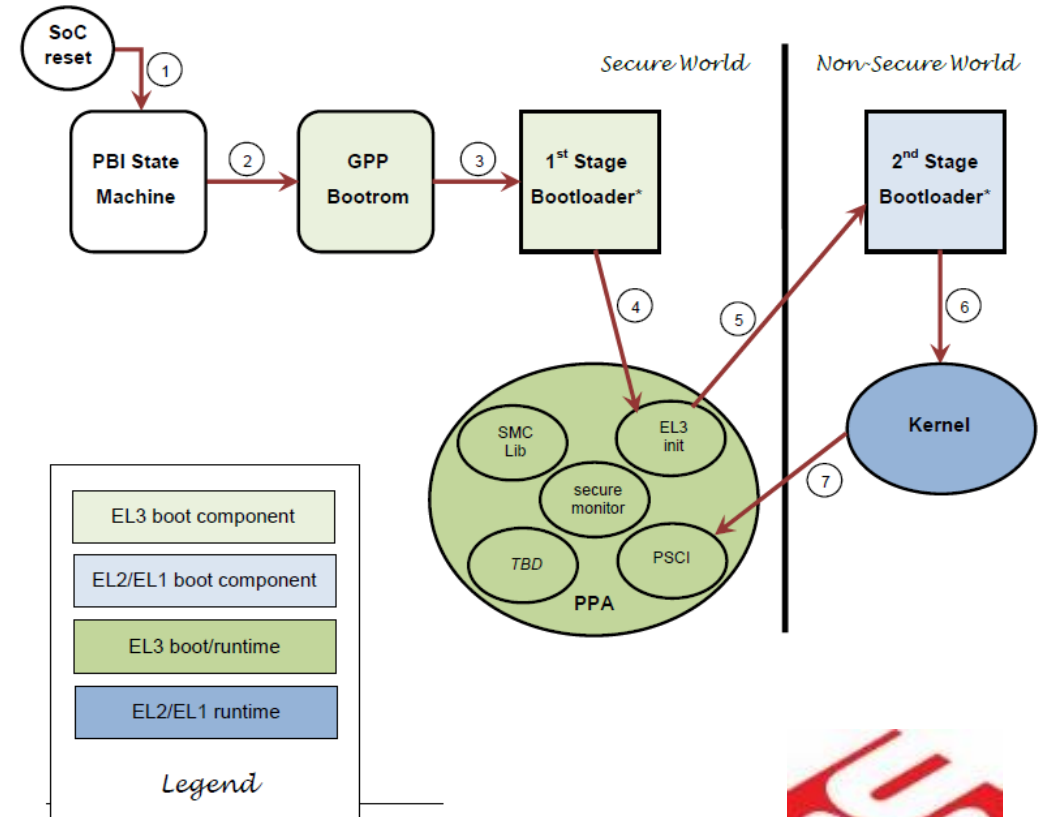 SoC
reset
1
Secure World
Non-Secure World
PBI State
Machine
2
GPP
Bootrom
3
1st Stage
Bootloader*
2nd Stage
Bootloader*
4
5
6
SMC
Lib
EL3
init
secure
monitor
TBD
PSCI
PPA
Kernel
7
EL3 boot component
EL2/EL1 boot component
EL3 boot/runtime
EL2/EL1 runtime
Legend